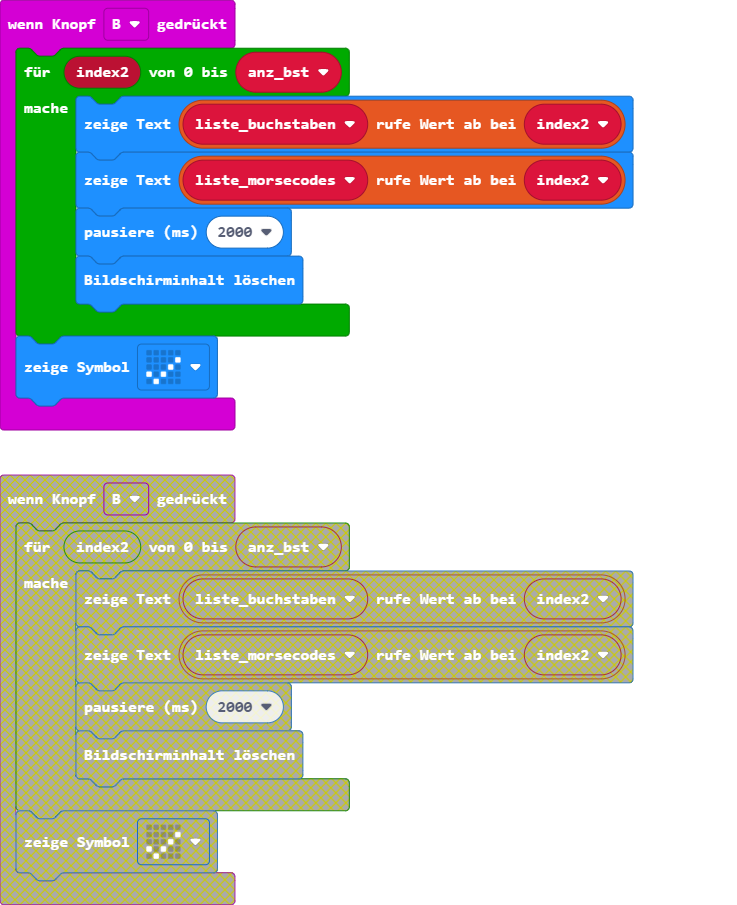 wenn Knopf B gedrückt
für index2 von 0 bis anz_bst
mache
zeige Text liste_buchstaben rufe Wert ab bei index2
zeige Text liste_morsecodes rufe Wert ab bei index2
pausiere (ms) 2000
Bildschirminhalt löschen
zeige Symbol
wenn Knopf B gedrückt
für index2 von 0 bis anz_bst
mache
zeige Text liste_buchstaben rufe Wert ab bei index2
zeige Text liste_morsecodes rufe Wert ab bei index2
pausiere (ms) 2000
Bildschirminhalt löschen
zeige Symbol